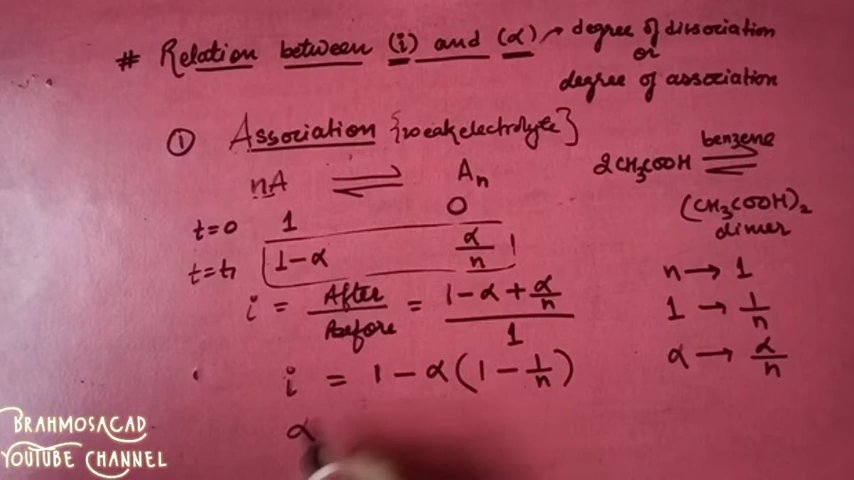 # Relation between (i) and (α) → degree of dissociation
or
degree of association
① Association {weak electrolyte}
nA ⇌ An
2CH3COOH ⇌ benzene
(CH3COOH)2
dimer
t=0 1 0
t=t1 1-α α/n
n → 1
1 → 1/n
α → α/n
i = After/Before = (1-α+α/n)/1
i = 1-α(1-1/n)
α
BRAHMOSACAD
YOUTUBE CHANNEL